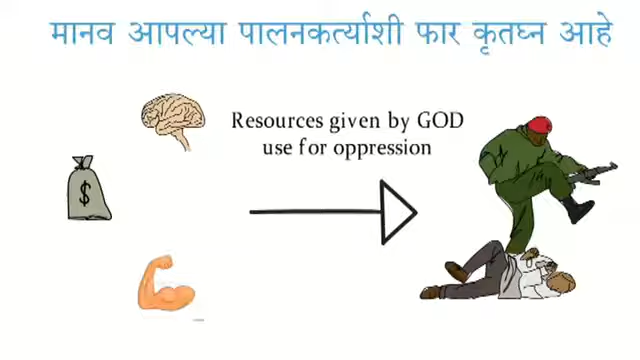 मानव आपल्या पालनकर्त्याशी फार कृतघ्न आहे
Resources given by GOD
use for oppression
$